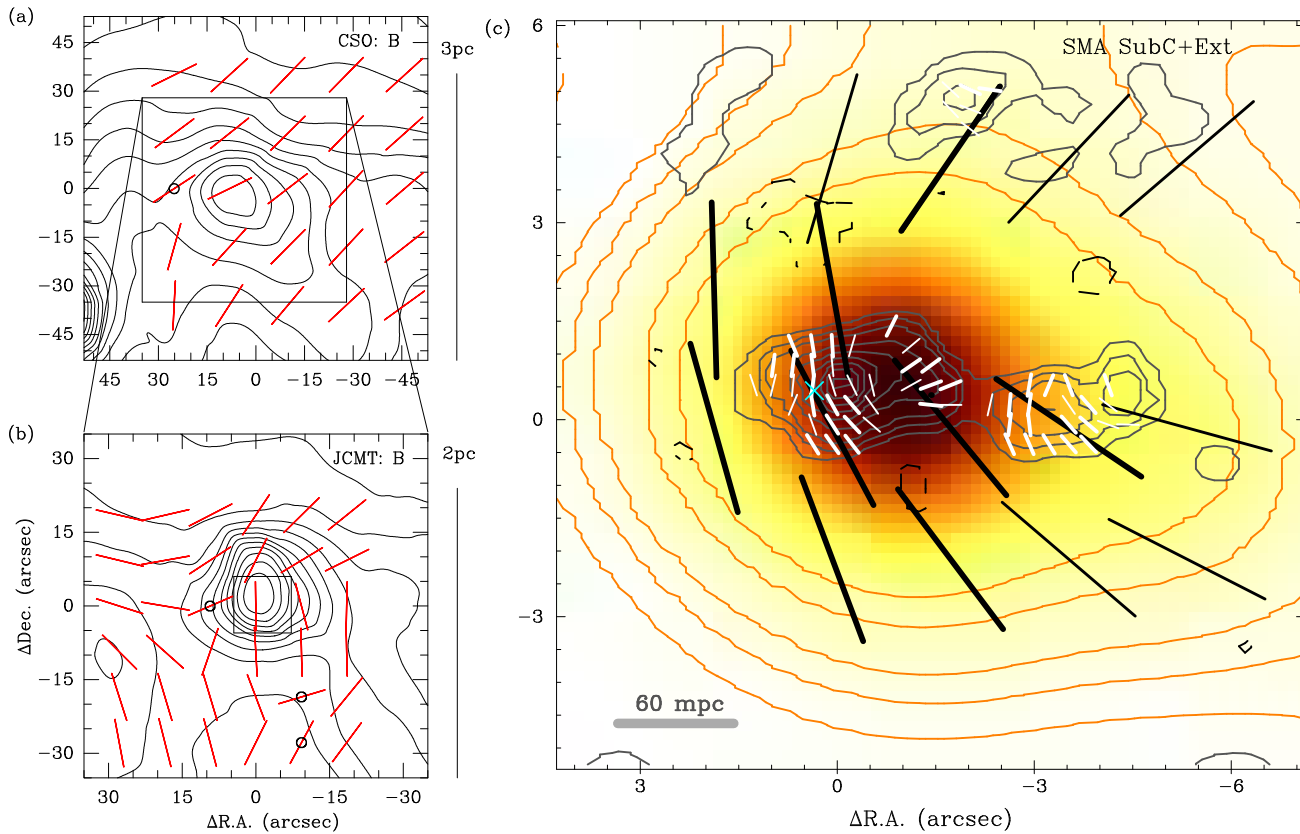 (a)
CSO: B
3pc
45
30
15
0
−15
−30
−45
45 30 15 0 −15 −30 −45
(b)
JCMT: B
2pc
30
15
0
−15
−30
ΔDec. (arcsec)
30 15 0 −15 −30
ΔR.A. (arcsec)
(c)
SMA SubC+Ext
6
3
0
−3
60 mpc
3 0 −3 −6
ΔR.A. (arcsec)